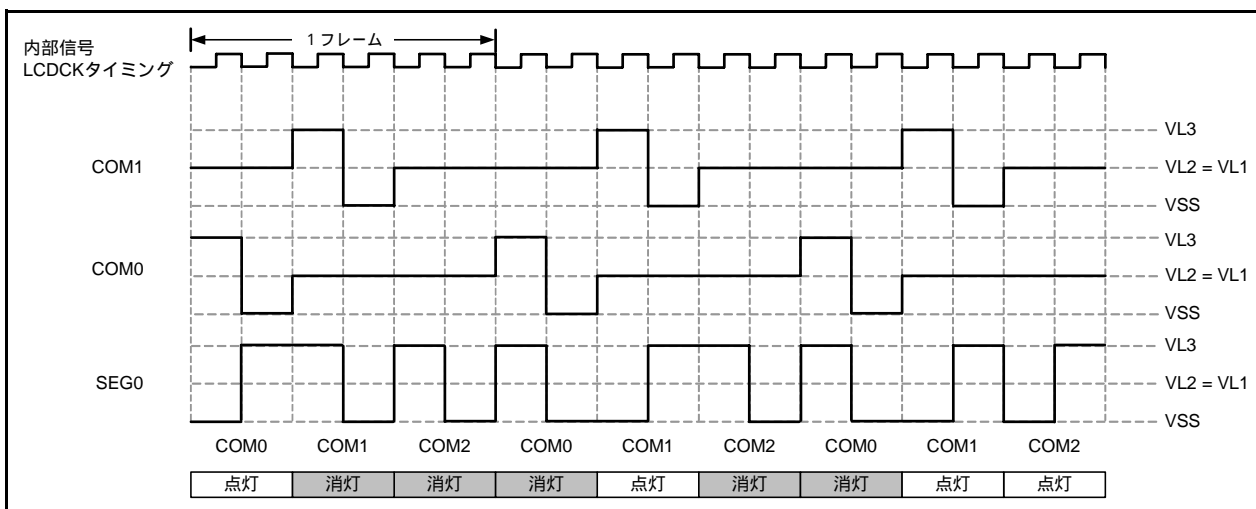 内部信号
LCDCKタイミング
1フレーム
COM1
VL3
VL2 = VL1
VSS
COM0
VL3
VL2 = VL1
VSS
SEG0
VL3
VL2 = VL1
VSS
COM0 COM1 COM2 COM0 COM1 COM2 COM0 COM1 COM2
点灯 消灯 消灯 消灯 点灯 消灯 消灯 点灯 点灯